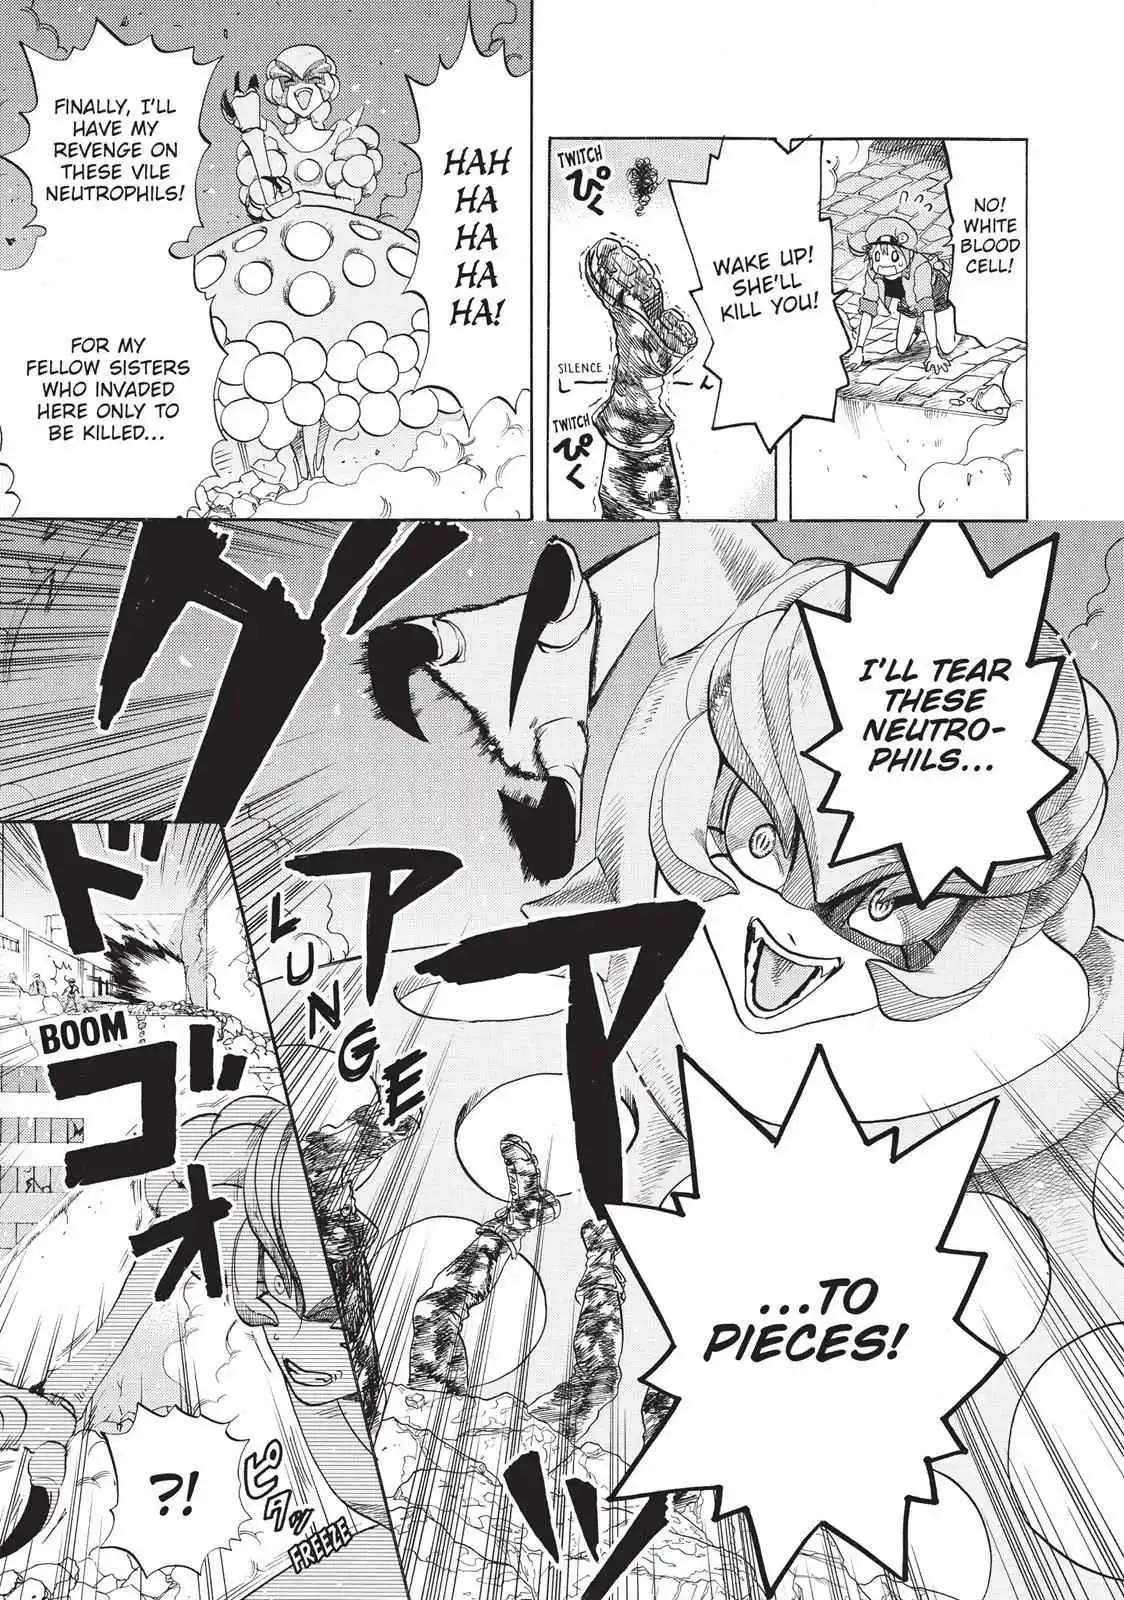 NO!
WHITE
BLOOD
CELL!
WAKE UP!
SHE'LL
KILL YOU!
TWITCH
ぴく
SILENCE
しーん
TWITCH
ぴく
HAH
HA
HA
HA
HA!
FINALLY, I'LL
HAVE MY
REVENGE ON
THESE VILE
NEUTROPHILS!
FOR MY
FELLOW SISTERS
WHO INVADED
HERE ONLY TO
BE KILLED...
I'LL TEAR
THESE
NEUTRO-
PHILS...
グアア
LUNGE
...TO
PIECES!
ドゴォ
BOOM
?!
ピタッ
FREEZE